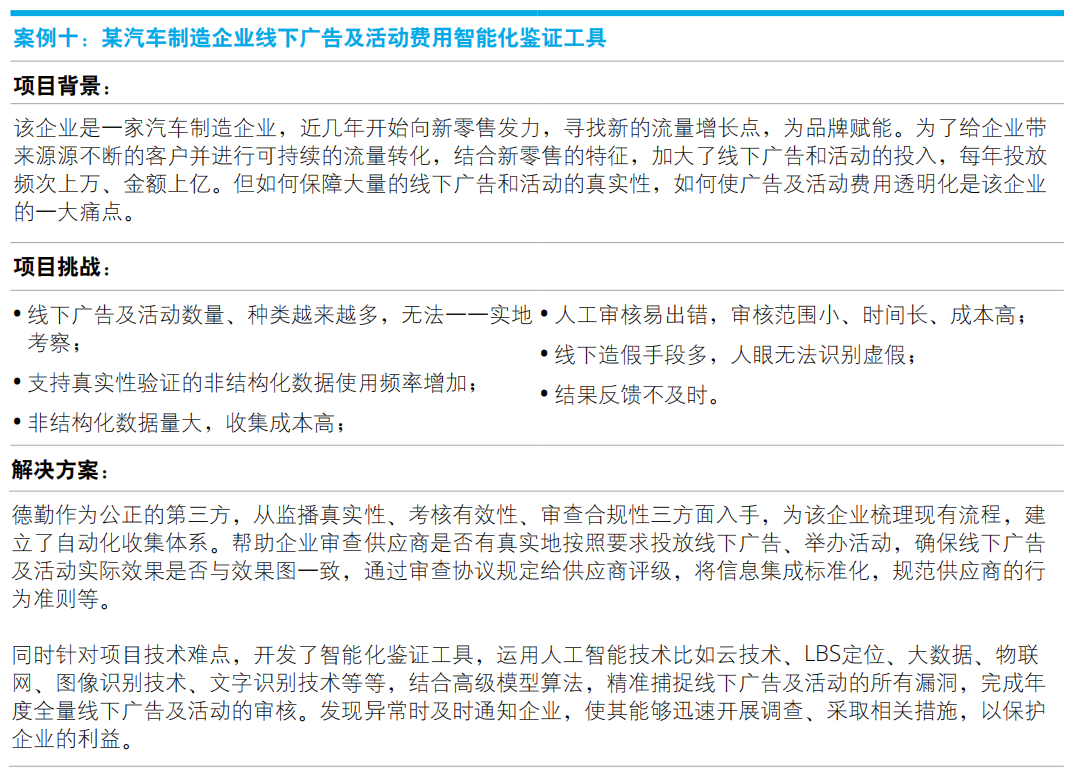 案例十：某汽车制造企业线下广告及活动费用智能化鉴证工具
项目背景：
该企业是一家汽车制造企业，近几年开始向新零售发力，寻找新的流量增长点，为品牌赋能。为了给企业带
来源源不断的客户并进行可持续的流量转化，结合新零售的特征，加大了线下广告和活动的投入，每年投放
频次上万、金额上亿。但如何保障大量的线下广告和活动的真实性，如何使广告及活动费用透明化是该企业
的一大痛点。
项目挑战：
• 线下广告及活动数量、种类越来越多，无法一一实地
考察；
• 支持真实性验证的非结构化数据使用频率增加；
• 非结构化数据量大，收集成本高；
• 人工审核易出错，审核范围小、时间长、成本高；
• 线下造假手段多，人眼无法识别虚假；
• 结果反馈不及时。
解决方案：
德勤作为公正的第三方，从监播真实性、考核有效性、审查合规性三方面入手，为该企业梳理现有流程，建
立了自动化收集体系。帮助企业审查供应商是否有真实地按照要求投放线下广告、举办活动，确保线下广告
及活动实际效果是否与效果图一致，通过审查协议规定给供应商评级，将信息集成标准化，规范供应商的行
为准则等。
同时针对项目技术难点，开发了智能化鉴证工具，运用人工智能技术比如云技术、LBS定位、大数据、物联
网、图像识别技术、文字识别技术等等，结合高级模型算法，精准捕捉线下广告及活动的所有漏洞，完成年
度全量线下广告及活动的审核。发现异常时及时通知企业，使其能够迅速开展调查、采取相关措施，以保护
企业的利益。